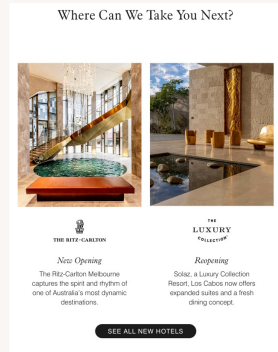 Where Can We Take You Next?
THE RITZ-CARLTON
New Opening
The Ritz-Carlton Melbourne
captures the spirit and rhythm of
one of Australia's most dynamic
destinations.
THE
LUXURY
COLLECTION
Reopening
Solaz, a Luxury Collection
Resort, Los Cabos now offers
expanded suites and a fresh
dining concept.
SEE ALL NEW HOTELS